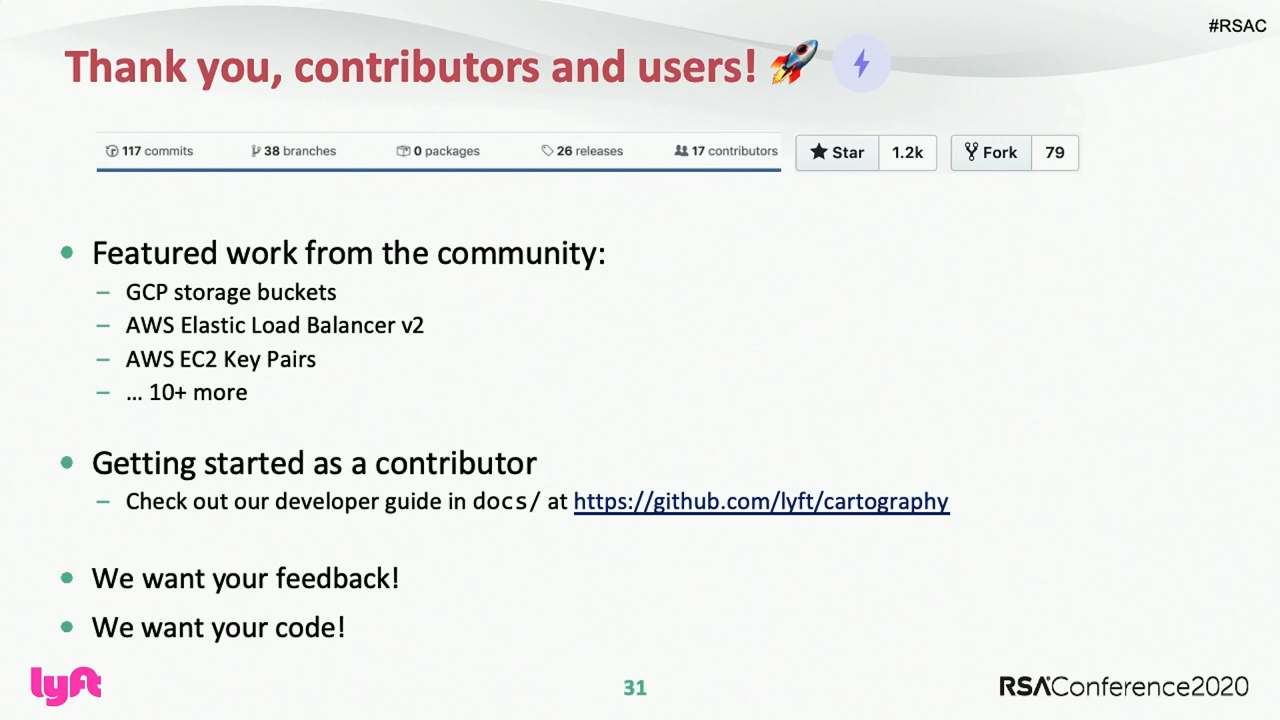 #RSAC
Thank you, contributors and users! 🚀
117 commits
38 branches
0 packages
26 releases
17 contributors
Star 1.2k
Fork 79
• Featured work from the community:
– GCP storage buckets
– AWS Elastic Load Balancer v2
– AWS EC2 Key Pairs
– … 10+ more
• Getting started as a contributor
– Check out our developer guide in docs/ at https://github.com/lyft/cartography
• We want your feedback!
• We want your code!
lyft
31
RSAConference2020